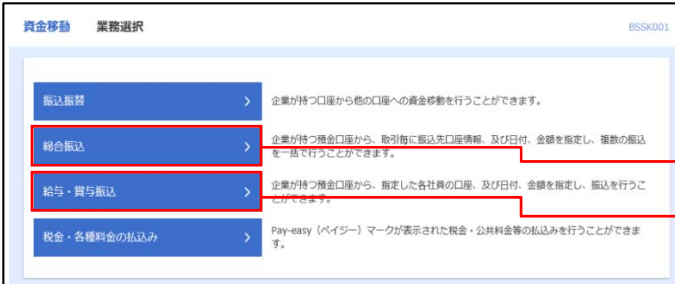 資金移動 業務選択 BSSK001
振込振替 企業が持つ口座から他の口座への資金移動を行うことができます。
総合振込 企業が持つ預金口座から、取引毎に振込先口座情報、及び日付、金額を指定し、複数の振込
を一括で行うことができます。
給与・賞与振込 企業が持つ預金口座から、指定した各社員の口座、及び日付、金額を指定し、振込を行うこ
とができます。
税金・各種料金の払込み Pay-easy（ペイジー）マークが表示された税金・公共料金等の払込みを行うことができま
す。